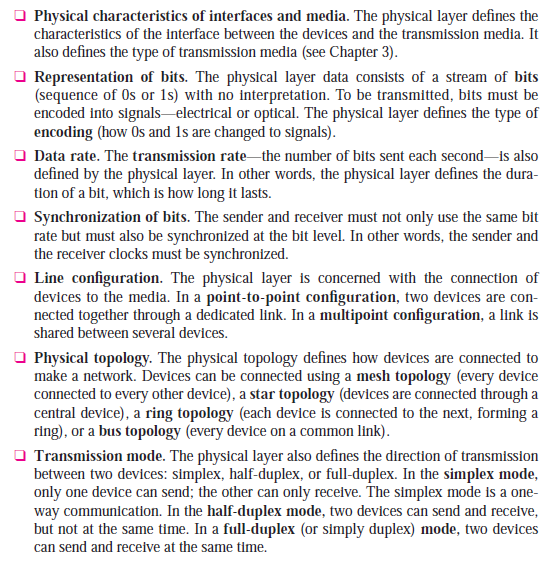 ❑ Physical characteristics of interfaces and media. The physical layer defines the
characteristics of the interface between the devices and the transmission media. It
also defines the type of transmission media (see Chapter 3).
❑ Representation of bits. The physical layer data consists of a stream of bits
(sequence of 0s or 1s) with no interpretation. To be transmitted, bits must be
encoded into signals—electrical or optical. The physical layer defines the type of
encoding (how 0s and 1s are changed to signals).
❑ Data rate. The transmission rate—the number of bits sent each second—is also
defined by the physical layer. In other words, the physical layer defines the dura-
tion of a bit, which is how long it lasts.
❑ Synchronization of bits. The sender and receiver must not only use the same bit
rate but must also be synchronized at the bit level. In other words, the sender and
the receiver clocks must be synchronized.
❑ Line configuration. The physical layer is concerned with the connection of
devices to the media. In a point-to-point configuration, two devices are con-
nected together through a dedicated link. In a multipoint configuration, a link is
shared between several devices.
❑ Physical topology. The physical topology defines how devices are connected to
make a network. Devices can be connected using a mesh topology (every device
connected to every other device), a star topology (devices are connected through a
central device), a ring topology (each device is connected to the next, forming a
ring), or a bus topology (every device on a common link).
❑ Transmission mode. The physical layer also defines the direction of transmission
between two devices: simplex, half-duplex, or full-duplex. In the simplex mode,
only one device can send; the other can only receive. The simplex mode is a one-
way communication. In the half-duplex mode, two devices can send and receive,
but not at the same time. In a full-duplex (or simply duplex) mode, two devices
can send and receive at the same time.